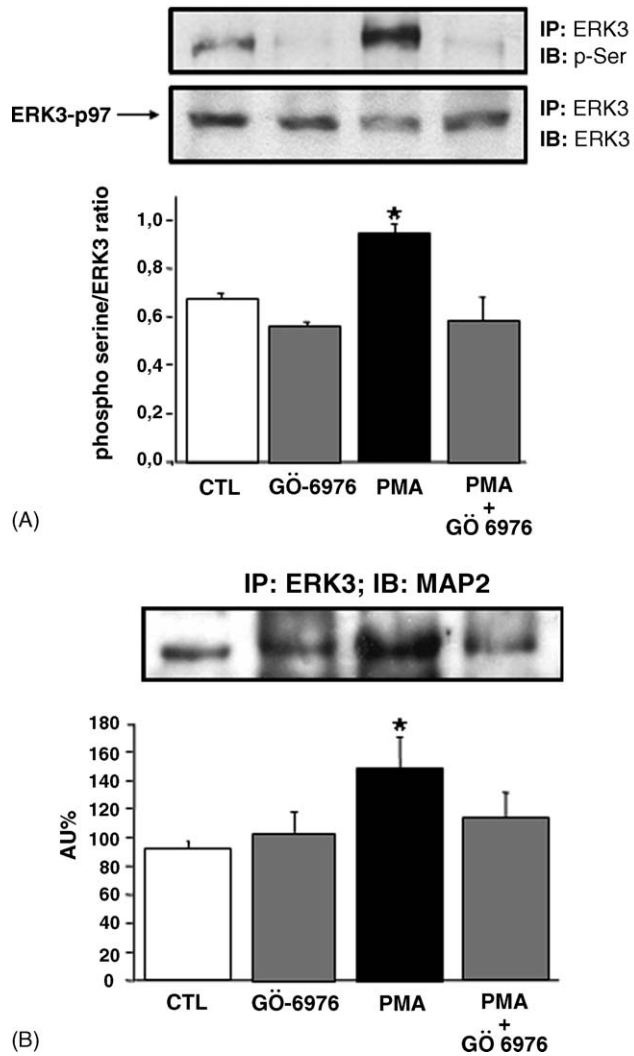 IP: ERK3
IB: p-Ser
ERK3-p97
IP: ERK3
IB: ERK3
*
phospho serine/ERK3 ratio
1,0
0,8
0,6
0,4
0,2
0,0
CTL
GÖ-6976
PMA
PMA
+
GÖ 6976
(A)
IP: ERK3; IB: MAP2
*
AU%
180
160
140
120
100
80
60
40
20
0
CTL
GÖ-6976
PMA
PMA
+
GÖ 6976
(B)